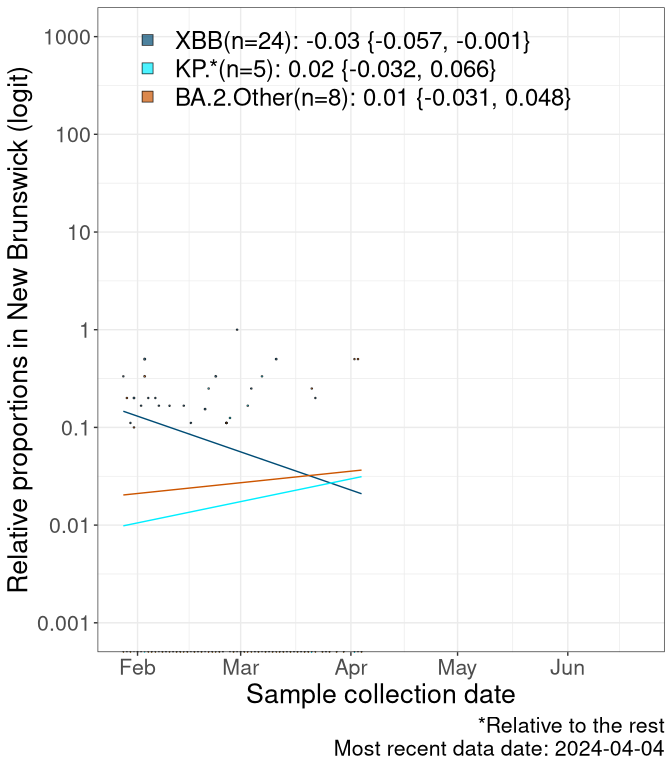 XBB(n=24): -0.03 {-0.057, -0.001}
KP.*(n=5): 0.02 {-0.032, 0.066}
BA.2.Other(n=8): 0.01 {-0.031, 0.048}
Relative proportions in New Brunswick (logit)
1000
100
10
1
0.1
0.01
0.001
Feb Mar Apr May Jun
Sample collection date
*Relative to the rest
Most recent data date: 2024-04-04